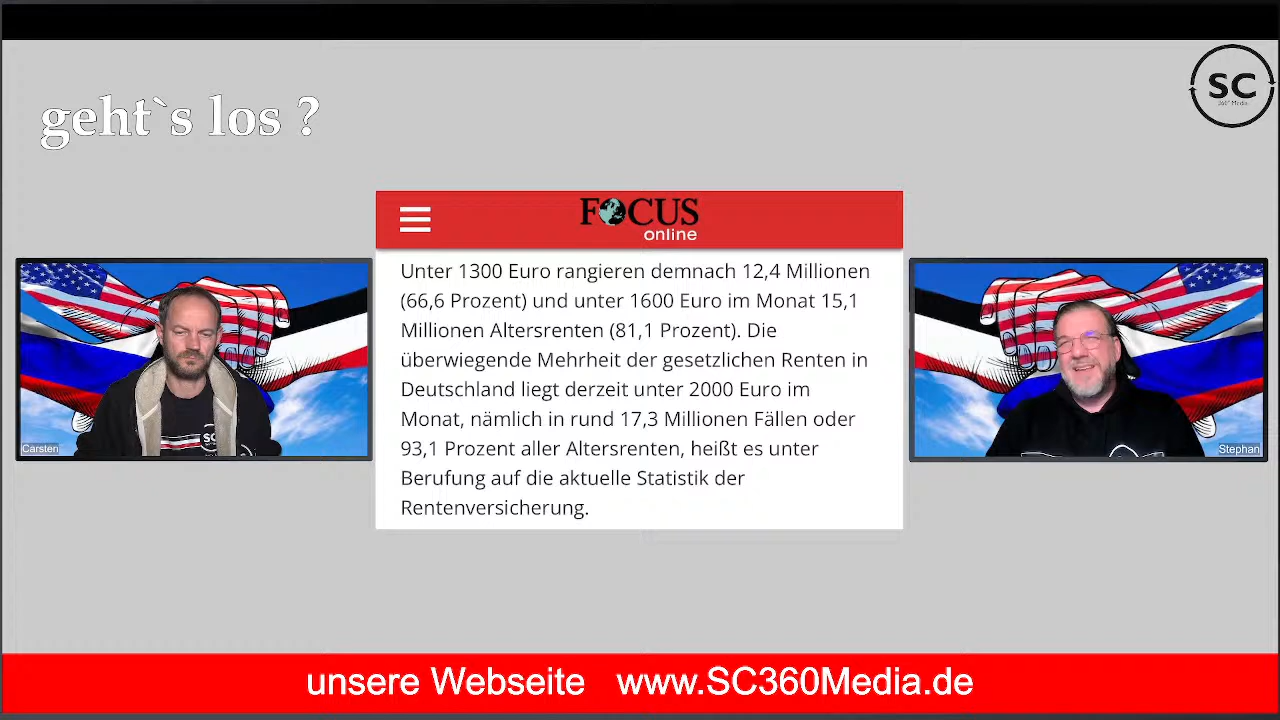 geht`s los ?
SC
360° Media
FOCUS
online
Unter 1300 Euro rangieren demnach 12,4 Millionen
(66,6 Prozent) und unter 1600 Euro im Monat 15,1
Millionen Altersrenten (81,1 Prozent). Die
überwiegende Mehrheit der gesetzlichen Renten in
Deutschland liegt derzeit unter 2000 Euro im
Monat, nämlich in rund 17,3 Millionen Fällen oder
93,1 Prozent aller Altersrenten, heißt es unter
Berufung auf die aktuelle Statistik der
Rentenversicherung.
Carsten
SC
Stephan
unsere Webseite www.SC360Media.de